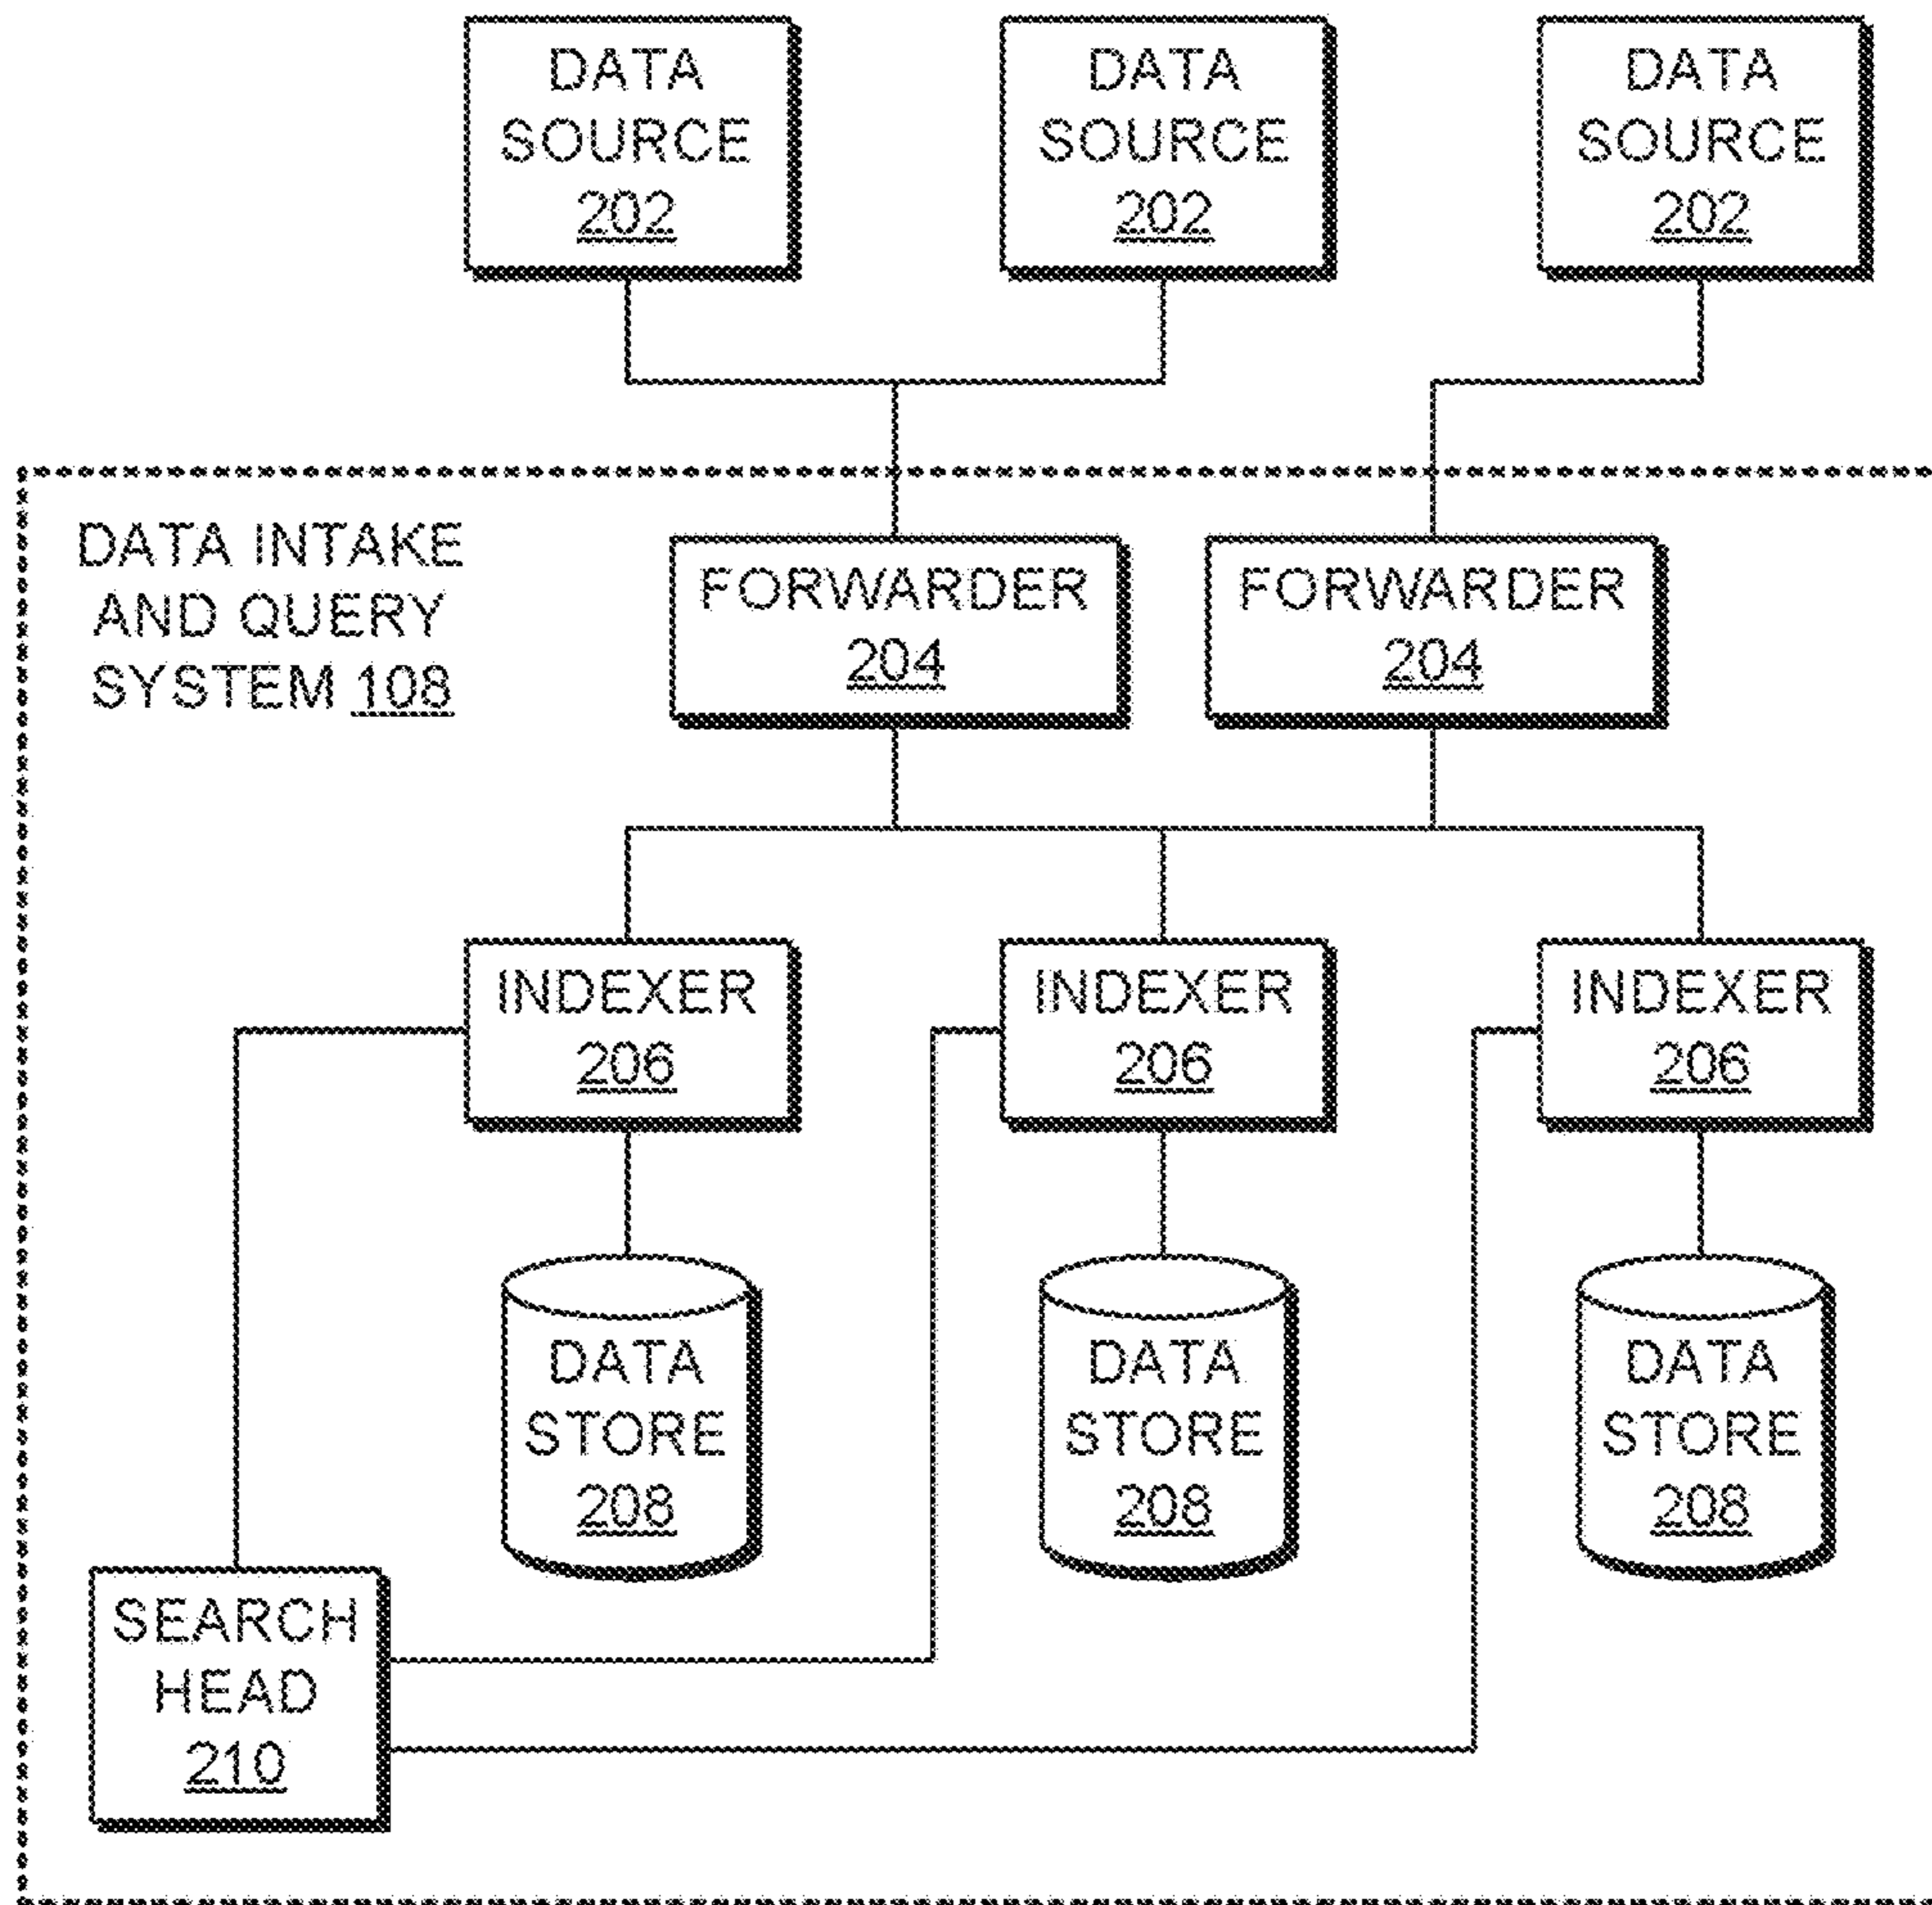 DATA
SOURCE
202
DATA
SOURCE
202
DATA
SOURCE
202
DATA INTAKE
AND QUERY
SYSTEM 108
FORWARDER
204
FORWARDER
204
INDEXER
206
INDEXER
206
INDEXER
206
DATA
STORE
208
DATA
STORE
208
DATA
STORE
208
SEARCH
HEAD
210